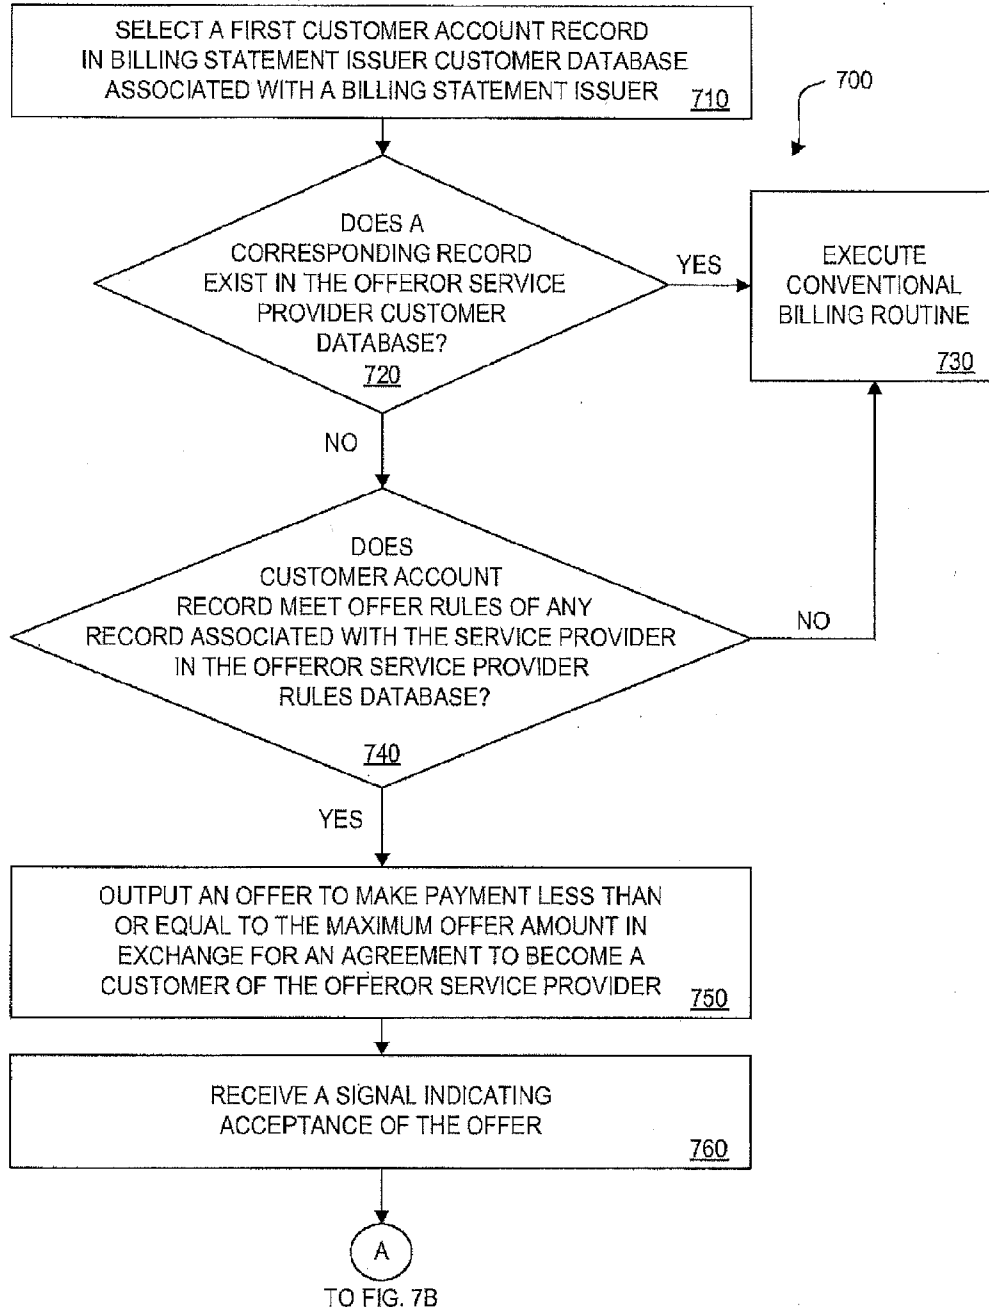 SELECT A FIRST CUSTOMER ACCOUNT RECORD
IN BILLING STATEMENT ISSUER CUSTOMER DATABASE
ASSOCIATED WITH A BILLING STATEMENT ISSUER
710
700
DOES A
CORRESPONDING RECORD
EXIST IN THE OFFEROR SERVICE
PROVIDER CUSTOMER
DATABASE?
720
YES
EXECUTE
CONVENTIONAL
BILLING ROUTINE
730
NO
DOES
CUSTOMER ACCOUNT
RECORD MEET OFFER RULES OF ANY
RECORD ASSOCIATED WITH THE SERVICE PROVIDER
IN THE OFFEROR SERVICE PROVIDER
RULES DATABASE?
740
NO
YES
OUTPUT AN OFFER TO MAKE PAYMENT LESS THAN
OR EQUAL TO THE MAXIMUM OFFER AMOUNT IN
EXCHANGE FOR AN AGREEMENT TO BECOME A
CUSTOMER OF THE OFFEROR SERVICE PROVIDER
750
RECEIVE A SIGNAL INDICATING
ACCEPTANCE OF THE OFFER
760
A
TO FIG. 7B